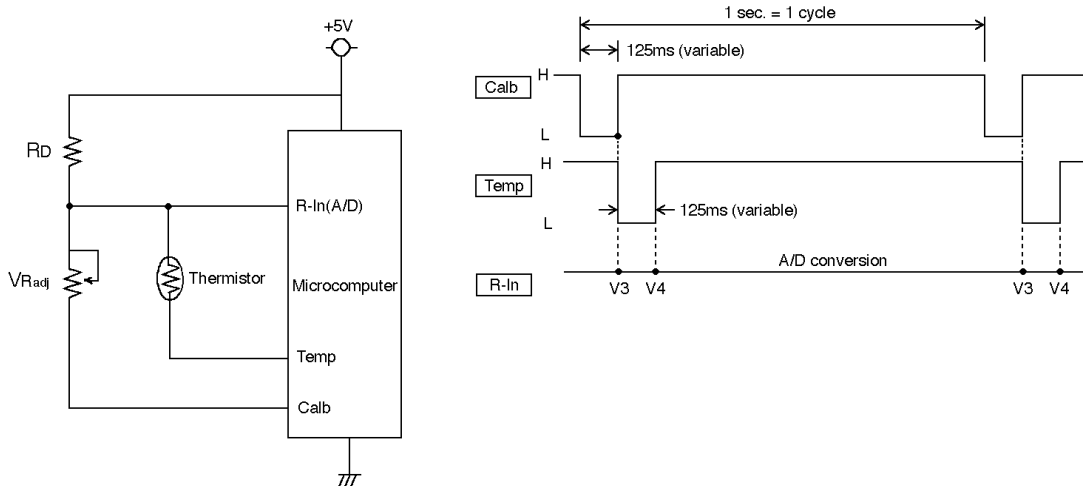 +5V
RD
R-In(A/D)
VRadj
Thermistor
Microcomputer
Temp
Calb
1 sec. = 1 cycle
125ms (variable)
Calb
H
L
Temp
H
L
125ms (variable)
A/D conversion
R-In
V3 V4 V3 V4